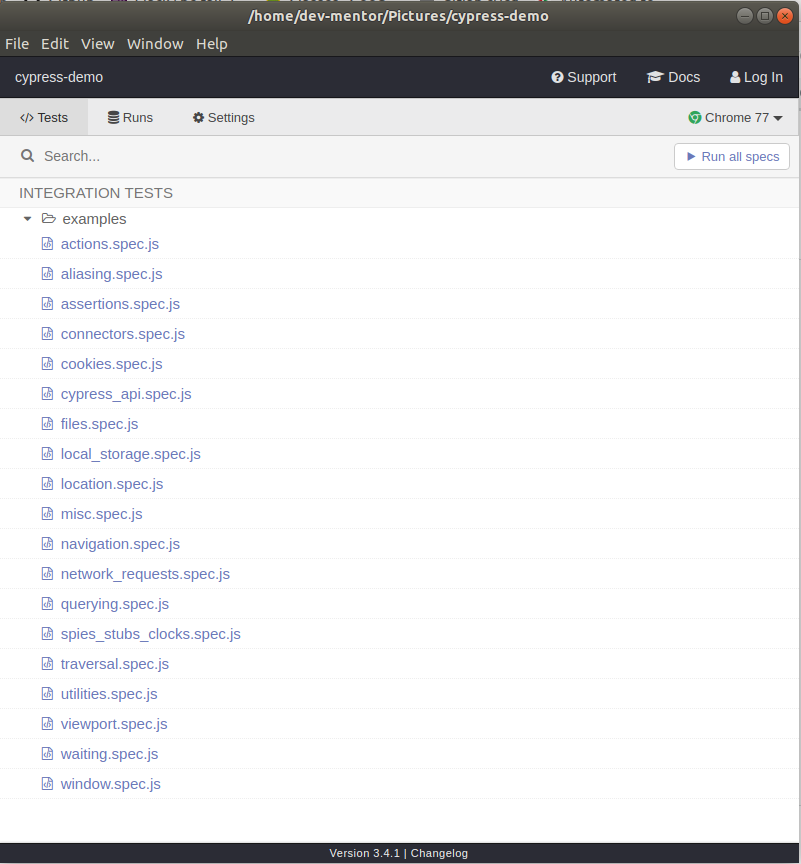 /home/dev-mentor/Pictures/cypress-demo
File Edit View Window Help
cypress-demo Support Docs Log In
Tests Runs Settings Chrome 77
Search... Run all specs
INTEGRATION TESTS
examples
actions.spec.js
aliasing.spec.js
assertions.spec.js
connectors.spec.js
cookies.spec.js
cypress_api.spec.js
files.spec.js
local_storage.spec.js
location.spec.js
misc.spec.js
navigation.spec.js
network_requests.spec.js
querying.spec.js
spies_stubs_clocks.spec.js
traversal.spec.js
utilities.spec.js
viewport.spec.js
waiting.spec.js
window.spec.js
Version 3.4.1 | Changelog